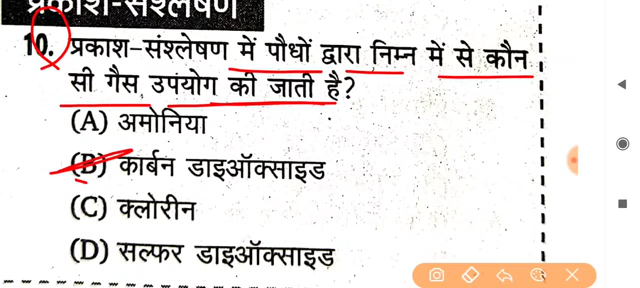 प्रकाश-संश्लेषण
10. प्रकाश-संश्लेषण में पौधों द्वारा निम्न में से कौन
सी गैस उपयोग की जाती है?
(A) अमोनिया
(B) कार्बन डाइऑक्साइड
(C) क्लोरीन
(D) सल्फर डाइऑक्साइड